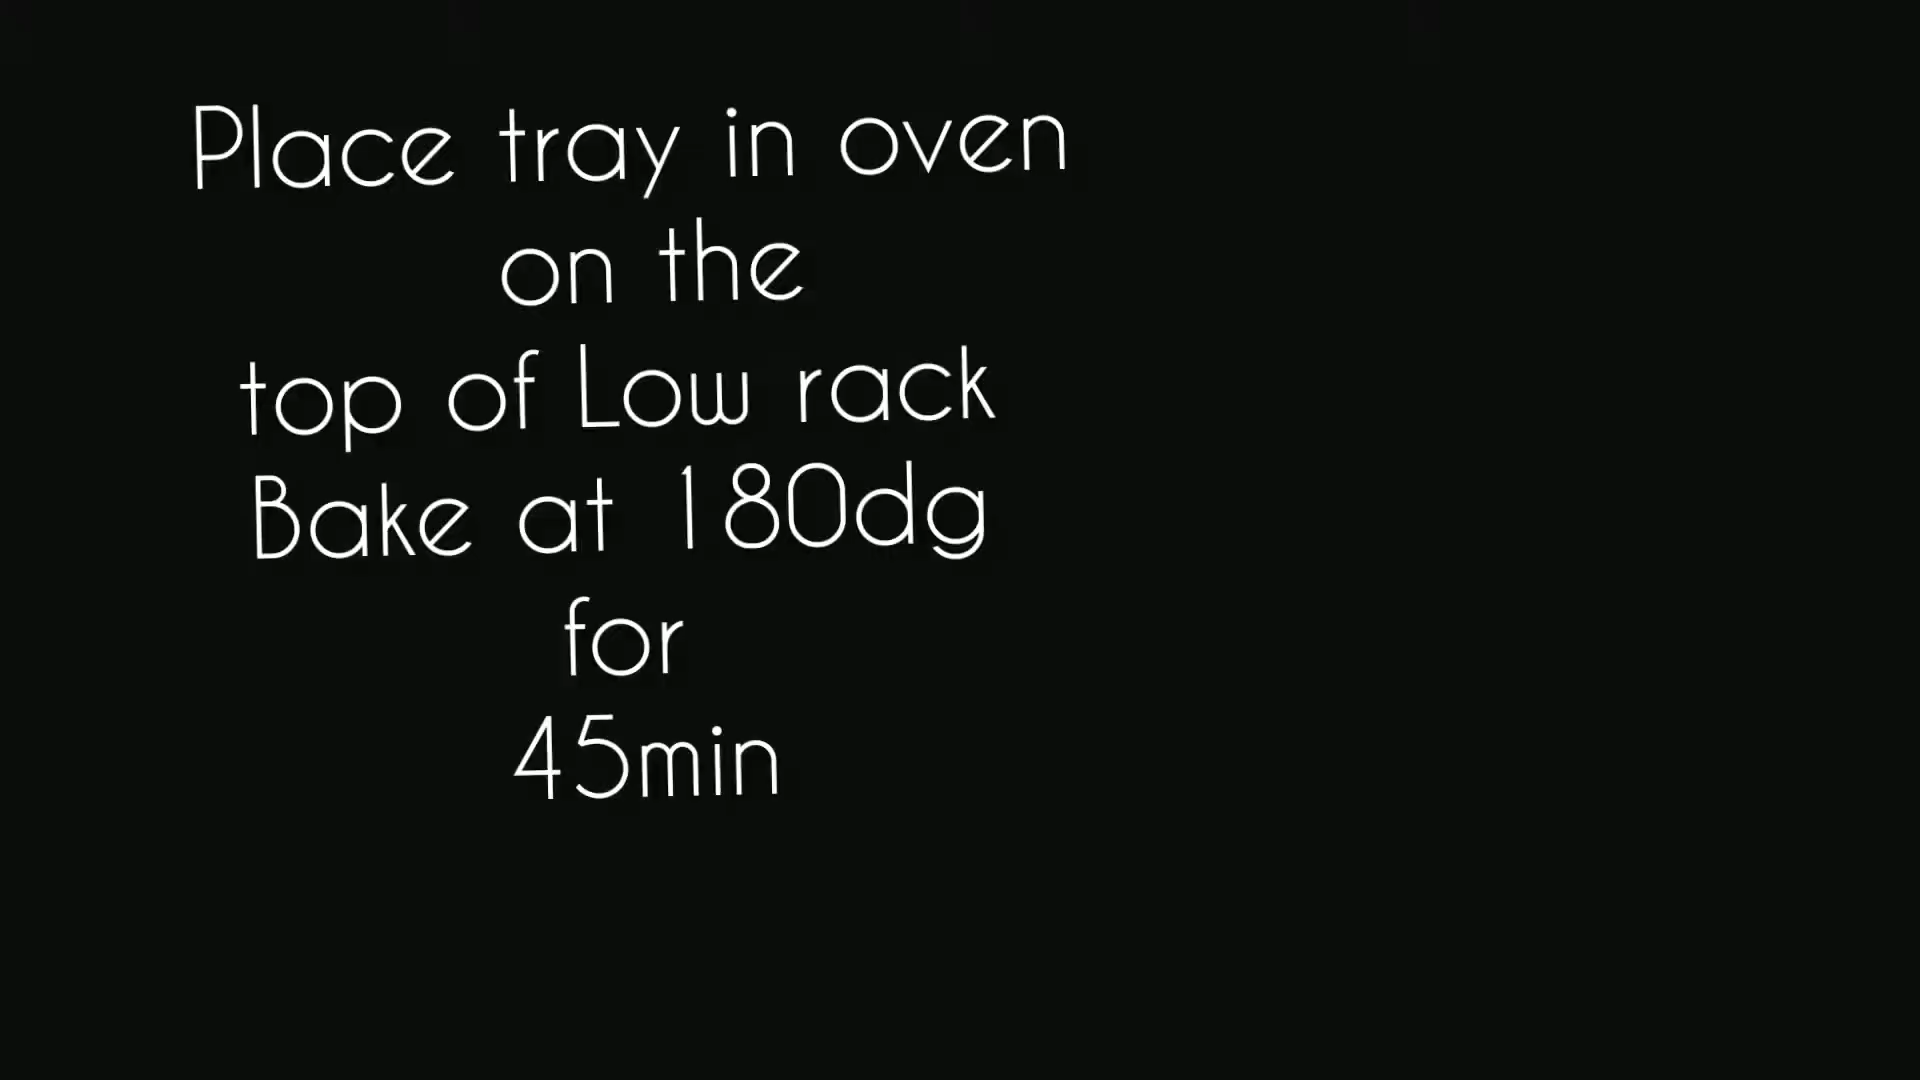 Place tray in oven
on the
top of Low rack
Bake at 180dg
for
45min